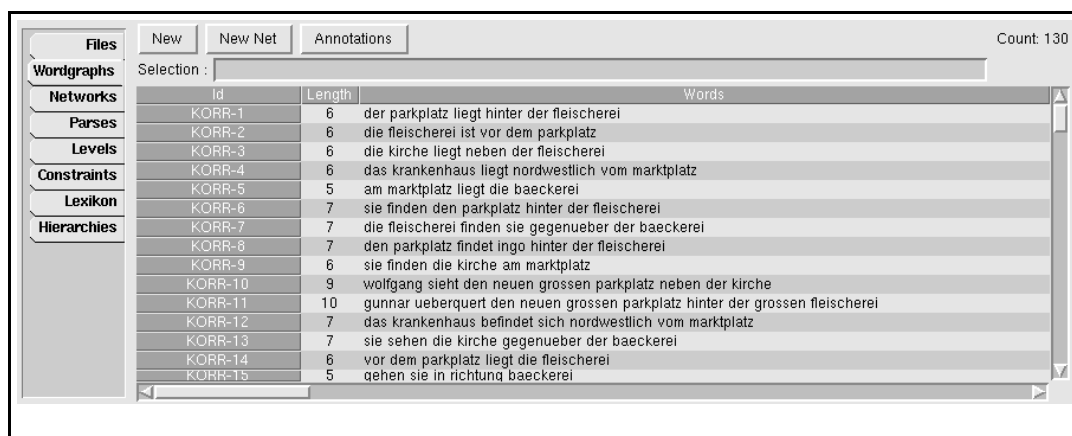 Files
Wordgraphs
Networks
Parses
Levels
Constraints
Lexikon
Hierarchies
New New Net Annotations Count: 130
Selection :
Id Length Words
KORR-1 6 der parkplatz liegt hinter der fleischerei
KORR-2 6 die fleischerei ist vor dem parkplatz
KORR-3 6 die kirche liegt neben der fleischerei
KORR-4 6 das krankenhaus liegt nordwestlich vom marktplatz
KORR-5 5 am marktplatz liegt die baeckerei
KORR-6 7 sie finden den parkplatz hinter der fleischerei
KORR-7 7 die fleischerei finden sie gegenueber der baeckerei
KORR-8 7 den parkplatz findet ingo hinter der fleischerei
KORR-9 6 sie finden die kirche am marktplatz
KORR-10 9 wolfgang sieht den neuen grossen parkplatz neben der kirche
KORR-11 10 gunnar ueberquert den neuen grossen parkplatz hinter der grossen fleischerei
KORR-12 7 das krankenhaus befindet sich nordwestlich vom marktplatz
KORR-13 7 sie sehen die kirche gegenueber der baeckerei
KORR-14 6 vor dem parkplatz liegt die fleischerei
KORR-15 5 gehen sie in richtung baeckerei